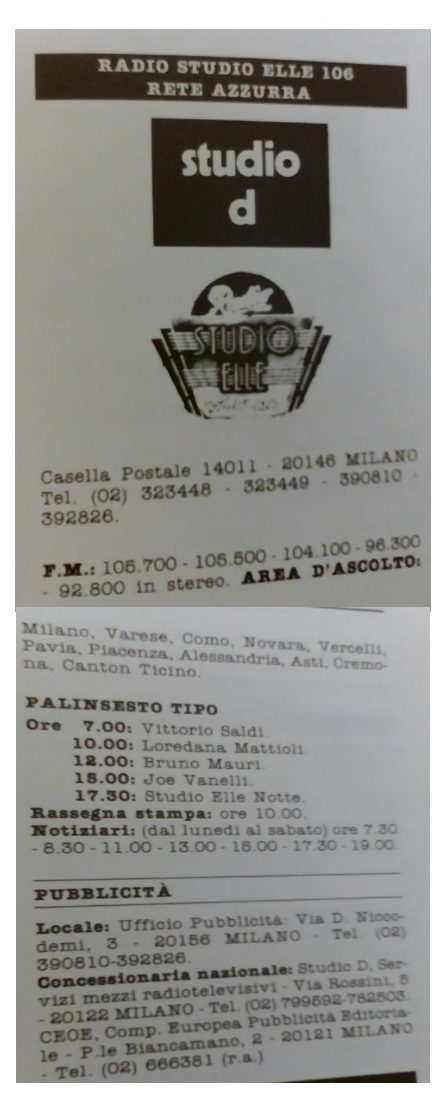 RADIO STUDIO ELLE 106
RETE AZZURRA
studio
d
Radio
STUDIO
ELLE
Casella Postale 14011 - 20146 MILANO
Tel. (02) 323448 - 323449 - 390810 -
392826.
F.M.: 105.700 - 105.500 - 104.100 - 96.300
- 92.800 in stereo. AREA D'ASCOLTO:
Milano, Varese, Como, Novara, Vercelli,
Pavia, Piacenza, Alessandria, Asti, Cremo-
na, Canton Ticino.
PALINSESTO TIPO
Ore 7.00: Vittorio Saldi.
10.00: Loredana Mattioli.
12.00: Bruno Mauri.
15.00: Joe Vanelli.
17.30: Studio Elle Notte.
Rassegna stampa: ore 10.00.
Notiziari: (dal lunedì al sabato) ore 7.30
- 8.30 - 11.00 - 13.00 - 15.00 - 17.30 - 19.00.
PUBBLICITÀ
Locale: Ufficio Pubblicità: Via D. Nicco-
demi, 3 - 20156 MILANO - Tel. (02)
390810-392826.
Concessionaria nazionale: Studio D, Ser-
vizi mezzi radiotelevisivi - Via Rossini, 5
- 20122 MILANO - Tel. (02) 799592-782503.
CEOE, Comp. Europea Pubblicità Editoria-
le - P.le Biancamano, 2 - 20121 MILANO
- Tel. (02) 666381 (r.a.)